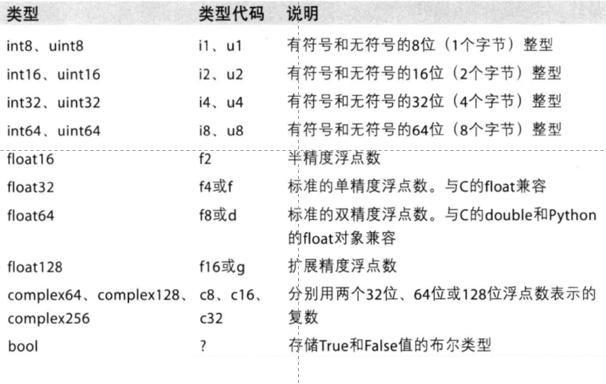 类型 类型代码 说明
int8、uint8 i1、u1 有符号和无符号的8位（1个字节）整型
int16、uint16 i2、u2 有符号和无符号的16位（2个字节）整型
int32、uint32 i4、u4 有符号和无符号的32位（4个字节）整型
int64、uint64 i8、u8 有符号和无符号的64位（8个字节）整型
float16 f2 半精度浮点数
float32 f4或f 标准的单精度浮点数。与C的float兼容
float64 f8或d 标准的双精度浮点数。与C的double和Python
的float对象兼容
float128 f16或g 扩展精度浮点数
complex64、complex128、 c8、c16、 分别用两个32位、64位或128位浮点数表示的
complex256 c32 复数
bool ? 存储True和False值的布尔类型